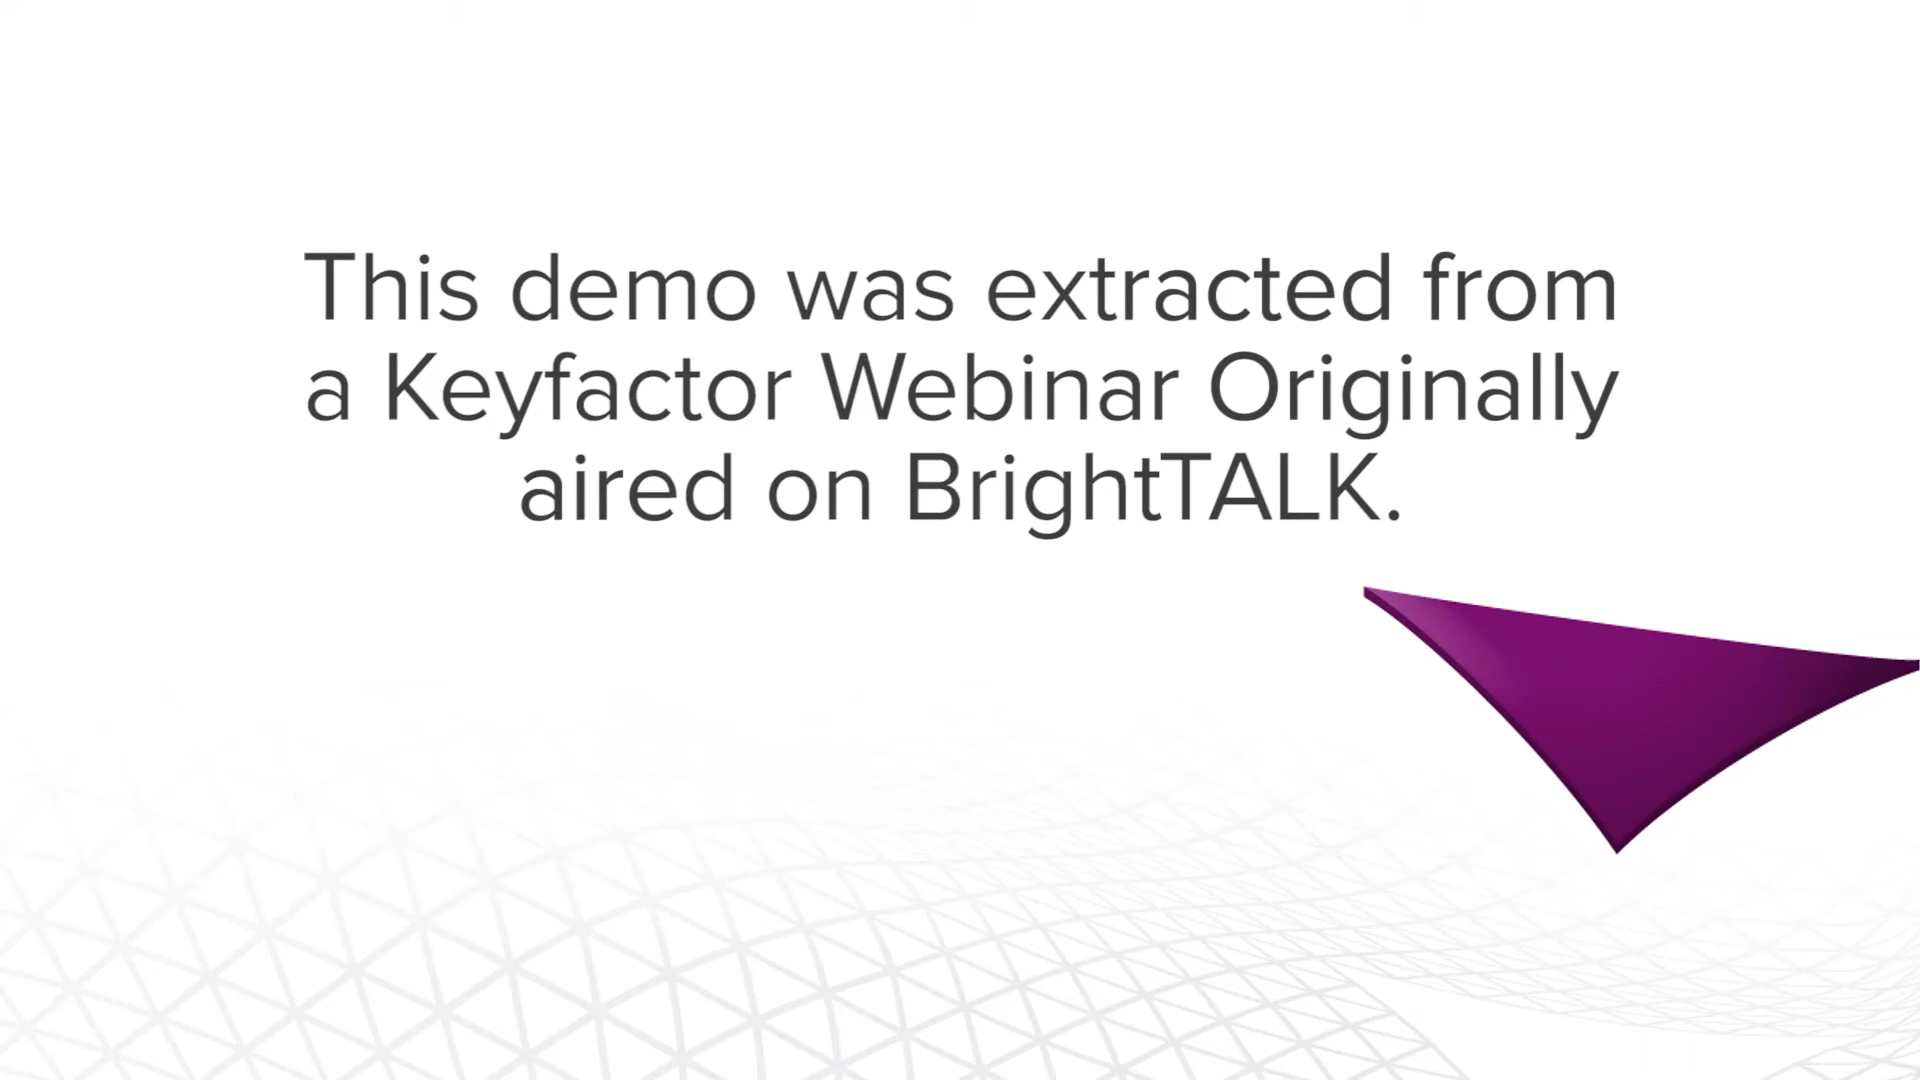 This demo was extracted from
a Keyfactor Webinar Originally
aired on BrightTALK.